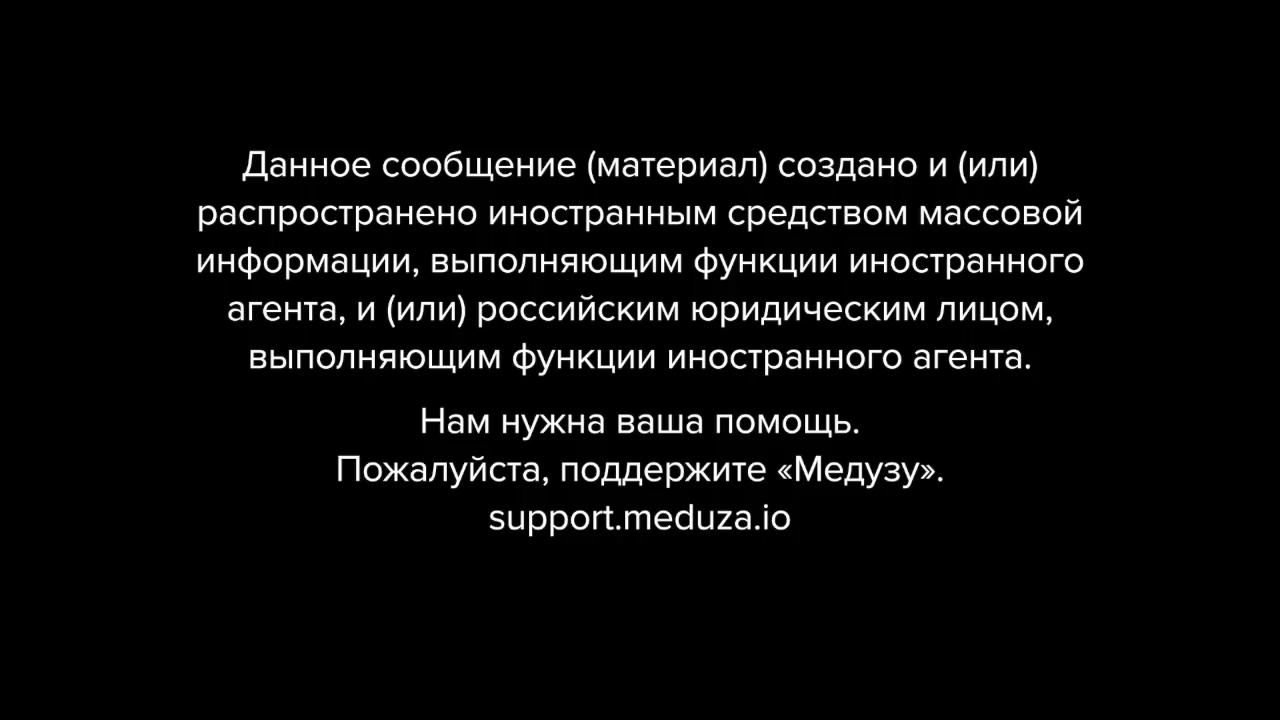 Данное сообщение (материал) создано и (или)
распространено иностранным средством массовой
информации, выполняющим функции иностранного
агента, и (или) российским юридическим лицом,
выполняющим функции иностранного агента.
Нам нужна ваша помощь.
Пожалуйста, поддержите «Медузу».
support.meduza.io